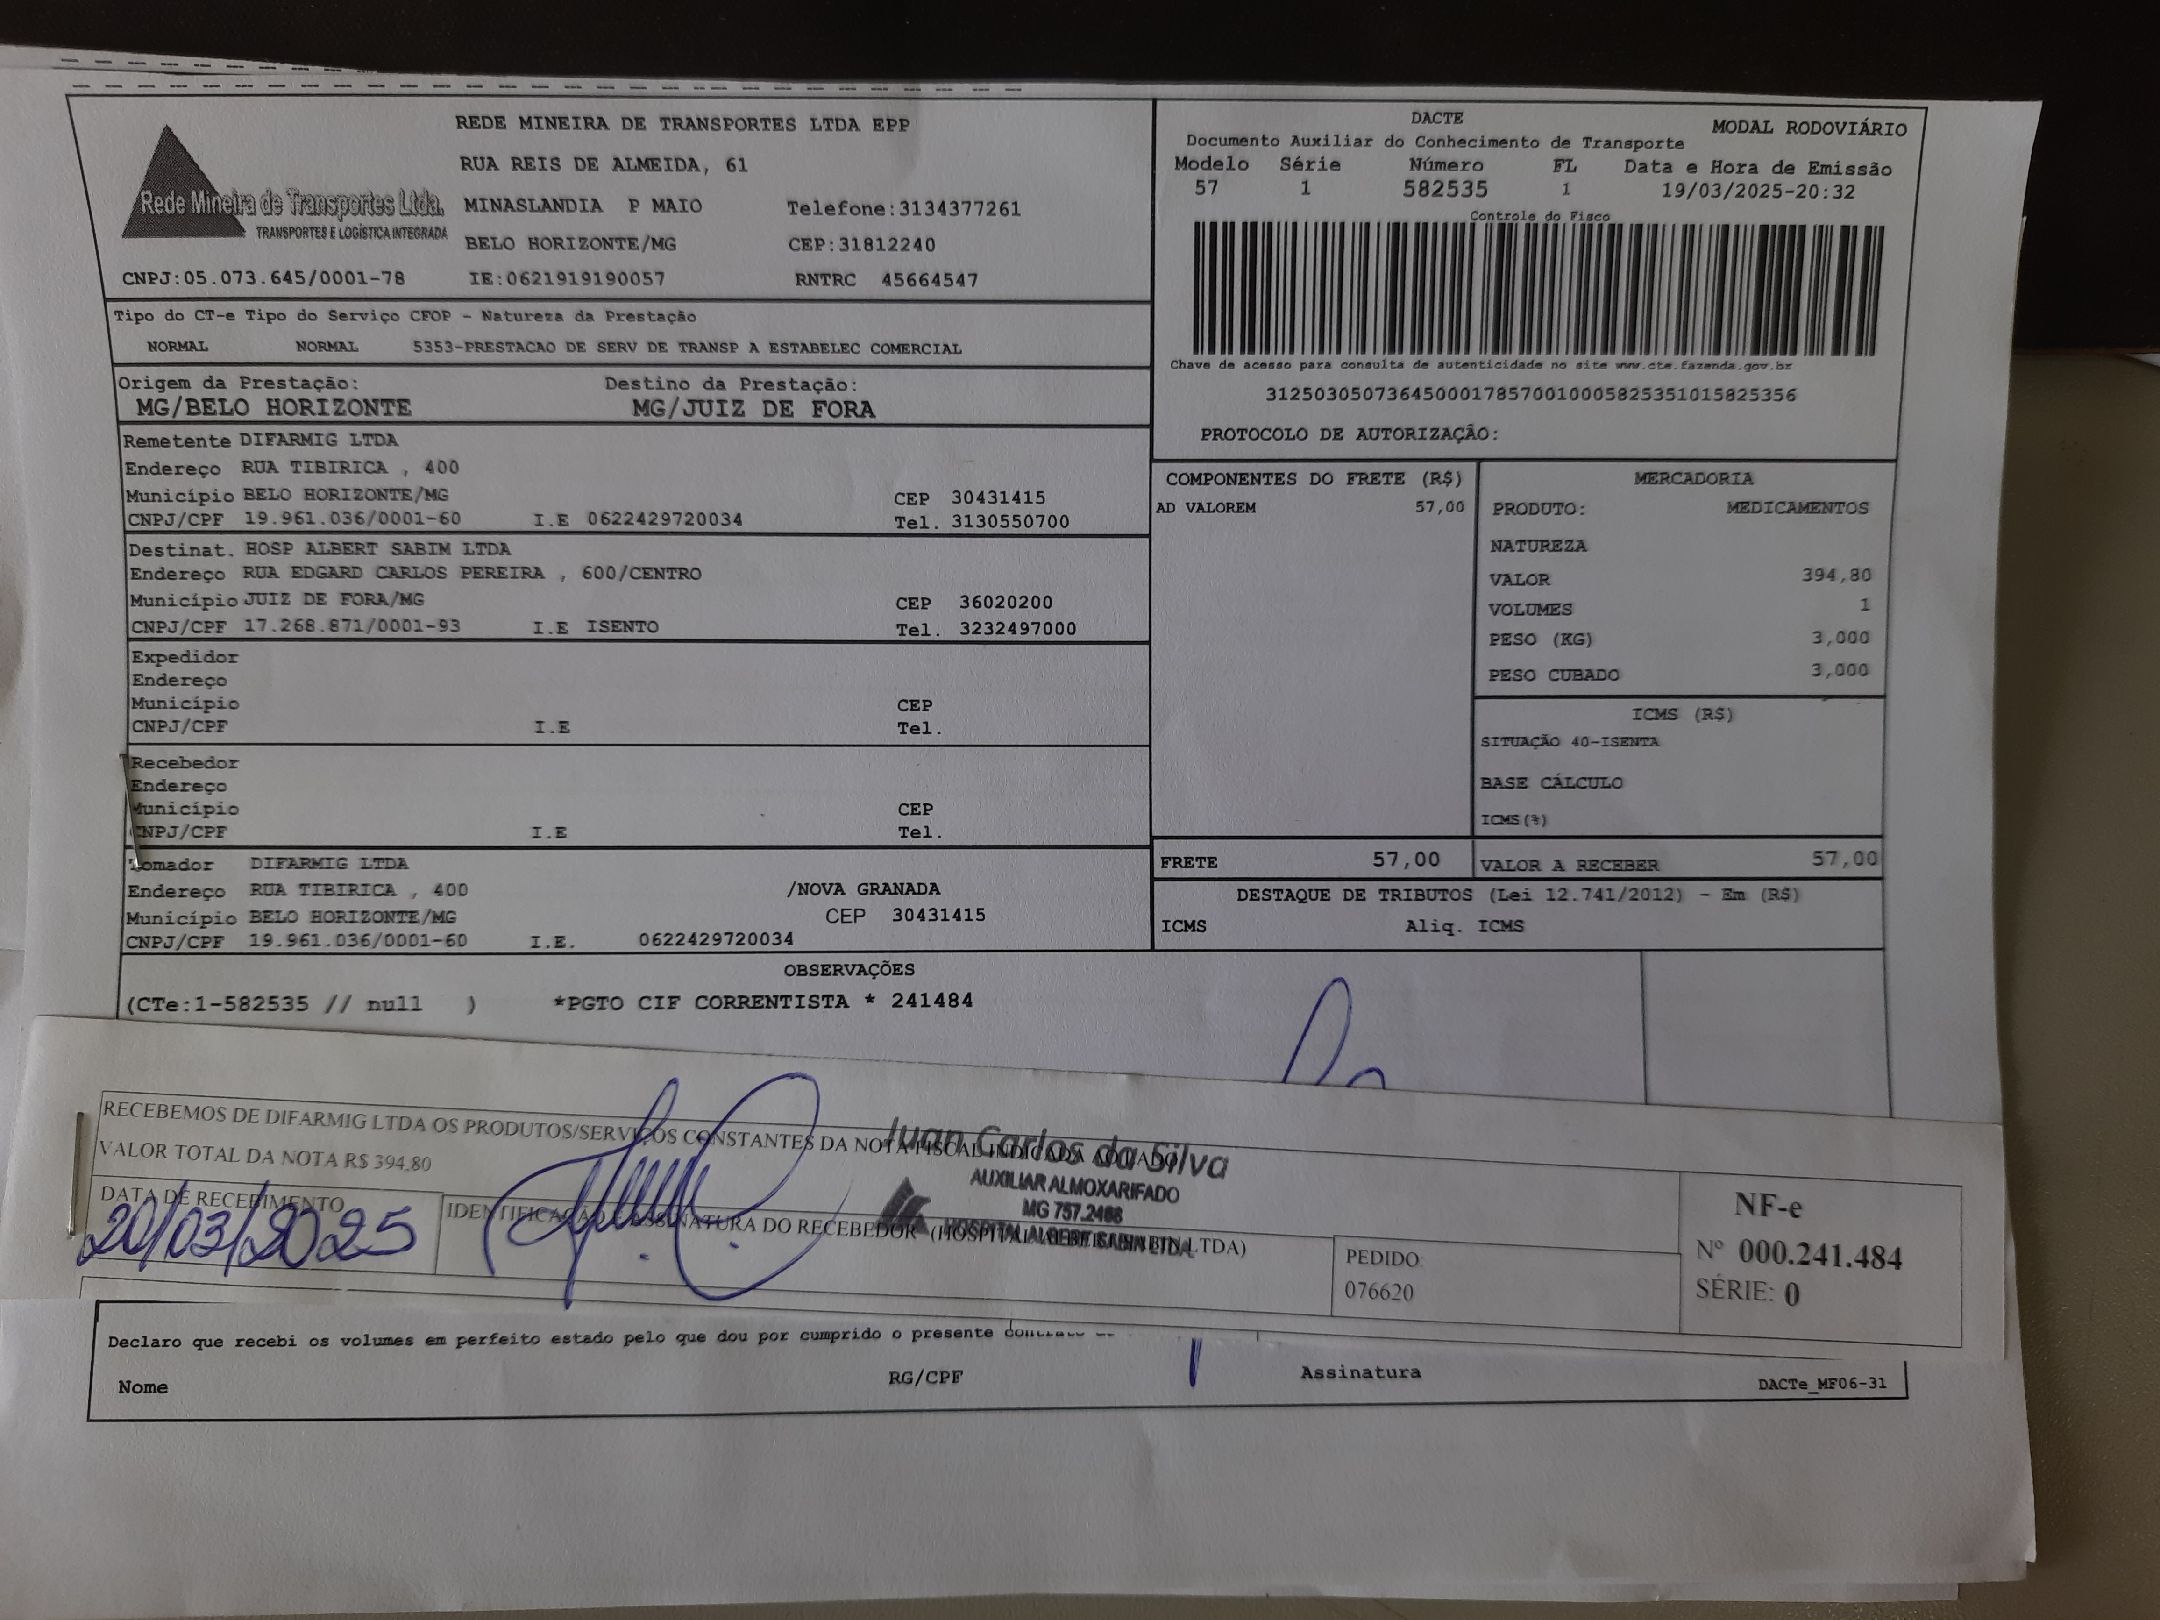 Rede Mineira de Transportes Ltda.
TRANSPORTES E LOGÍSTICA INTEGRADA
REDE MINEIRA DE TRANSPORTES LTDA EPP
RUA REIS DE ALMEIDA, 61
MINASLANDIA P MAIO Telefone:3134377261
BELO HORIZONTE/MG CEP:31812240
CNPJ:05.073.645/0001-78 IE:0621919190057 RNTRC 45664547
DACTE
Documento Auxiliar do Conhecimento de Transporte MODAL RODOVIÁRIO
Modelo Série Número FL Data e Hora de Emissão
57 1 582535 1 19/03/2025-20:32
Controle do Fisco
Chave de acesso para consulta de autenticidade no site www.cte.fazenda.gov.br
31250305073645000178570010005825351015825356
PROTOCOLO DE AUTORIZAÇÃO:
Tipo do CT-e Tipo do Serviço CFOP - Natureza da Prestação
NORMAL NORMAL 5353-PRESTACAO DE SERV DE TRANSP A ESTABELEC COMERCIAL
Origem da Prestação: Destino da Prestação:
MG/BELO HORIZONTE MG/JUIZ DE FORA
Remetente DIFARMIG LTDA
Endereço RUA TIBIRICA , 400
Município BELO HORIZONTE/MG CEP 30431415
CNPJ/CPF 19.961.036/0001-60 I.E 0622429720034 Tel. 3130550700
Destinat. HOSP ALBERT SABIM LTDA
Endereço RUA EDGARD CARLOS PEREIRA , 600/CENTRO
Município JUIZ DE FORA/MG CEP 36020200
CNPJ/CPF 17.268.871/0001-93 I.E ISENTO Tel. 3232497000
Expedidor
Endereço
Município CEP
CNPJ/CPF I.E Tel.
Recebedor
Endereço
Município CEP
CNPJ/CPF I.E Tel.
Tomador DIFARMIG LTDA
Endereço RUA TIBIRICA , 400 /NOVA GRANADA
Município BELO HORIZONTE/MG CEP 30431415
CNPJ/CPF 19.961.036/0001-60 I.E. 0622429720034
COMPONENTES DO FRETE (R$)
AD VALOREM 57,00
MERCADORIA
PRODUTO: MEDICAMENTOS
NATUREZA
VALOR 394,80
VOLUMES 1
PESO (KG) 3,000
PESO CUBADO 3,000
ICMS (R$)
SITUAÇÃO 40-ISENTA
BASE CÁLCULO
ICMS(%)
FRETE 57,00 VALOR A RECEBER 57,00
DESTAQUE DE TRIBUTOS (Lei 12.741/2012) - Em (R$)
ICMS Aliq. ICMS
OBSERVAÇÕES
(CTe:1-582535 // null ) *PGTO CIF CORRENTISTA * 241484
RECEBEMOS DE DIFARMIG LTDA OS PRODUTOS/SERVIÇOS CONSTANTES DA NOTA FISCAL INDICADA AO LADO
VALOR TOTAL DA NOTA R$ 394,80
DATA DE RECEBIMENTO
20/03/2025
IDENTIFICAÇÃO E ASSINATURA DO RECEBEDOR (HOSPITAL ALBERT SABIN LTDA)
Juan Carlos da Silva
AUXILIAR ALMOXARIFADO
MG 757.2468
HOSPITAL ALBERT SABIN LTDA
PEDIDO
076620
NF-e
Nº 000.241.484
SÉRIE: 0
Declaro que recebi os volumes em perfeito estado pelo que dou por cumprido o presente
Nome RG/CPF Assinatura
DACTe_MF06-31